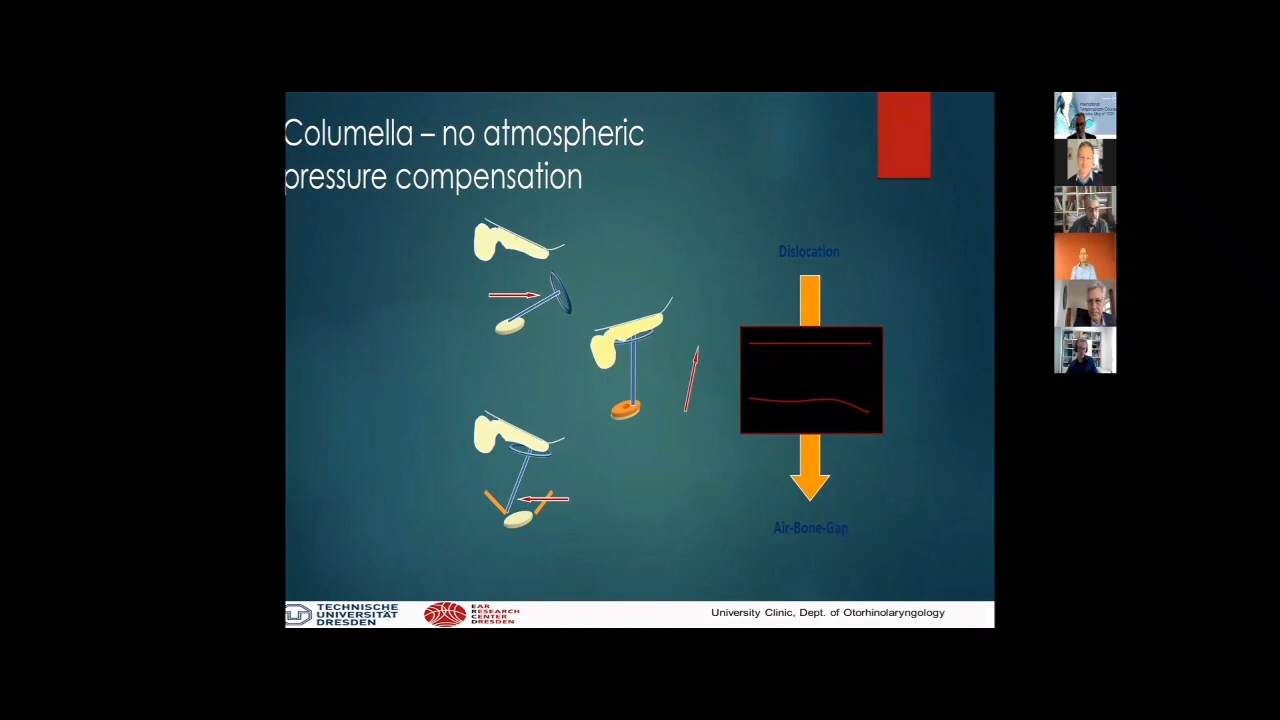 Columella – no atmospheric
pressure compensation
Dislocation
Air-Bone-Gap
TECHNISCHE
UNIVERSITÄT
DRESDEN
EAR
RESEARCH
CENTER
DRESDEN
University Clinic, Dept. of Otorhinolaryngology
International